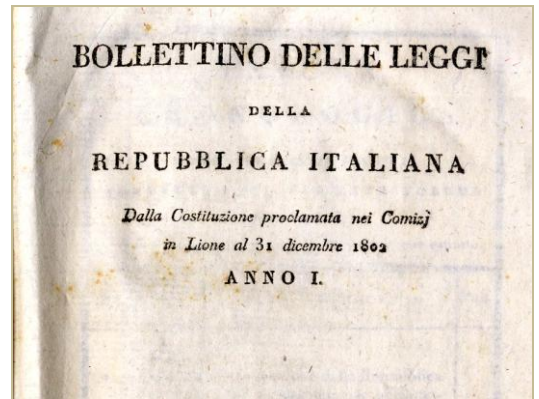 BOLLETTINO DELLE LEGGI
DELLA
REPUBBLICA ITALIANA
Dalla Costituzione proclamata nei Comizj
in Lione al 31 dicembre 1802
ANNO I.